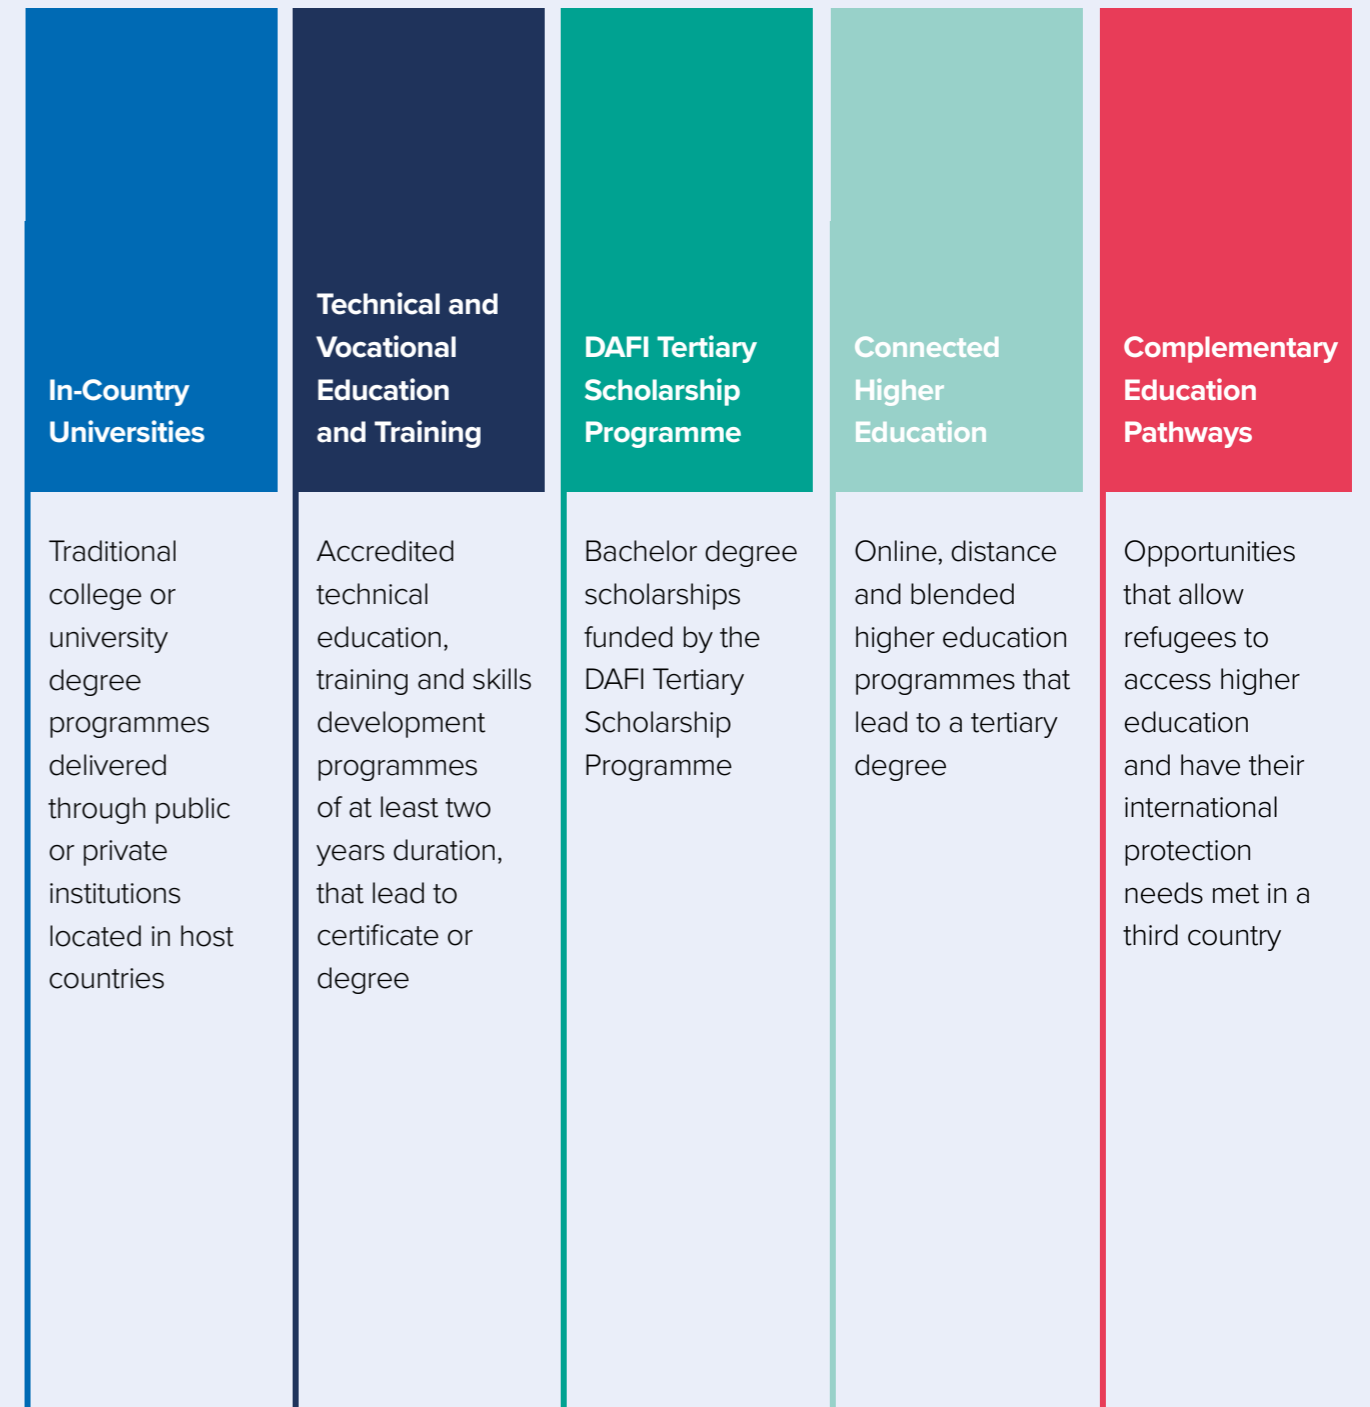 In-Country
Universities
Traditional
college or
university
degree
programmes
delivered
through public
or private
institutions
located in host
countries
Technical and
Vocational
Education
and Training
Accredited
technical
education,
training and skills
development
programmes
of at least two
years duration,
that lead to
certificate or
degree
DAFI Tertiary
Scholarship
Programme
Bachelor degree
scholarships
funded by the
DAFI Tertiary
Scholarship
Programme
Connected
Higher
Education
Online, distance
and blended
higher education
programmes that
lead to a tertiary
degree
Complementary
Education
Pathways
Opportunities
that allow
refugees to
access higher
education
and have their
international
protection
needs met in a
third country